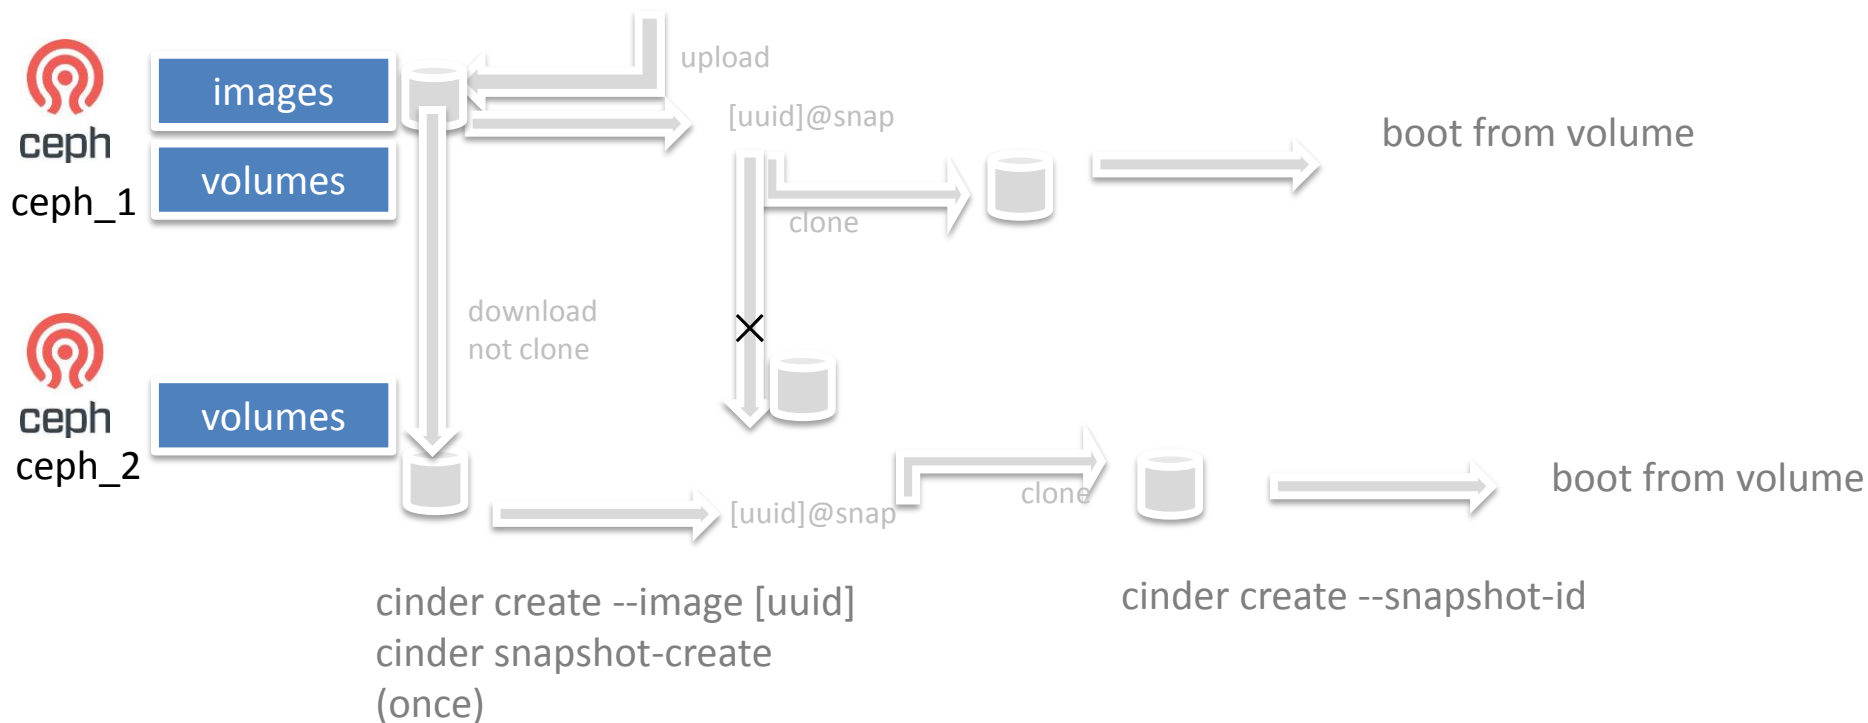 images
upload
[uuid]@snap
boot from volume
ceph
ceph_1
volumes
clone
download
not clone
ceph
ceph_2
volumes
clone
[uuid]@snap
boot from volume
cinder create --image [uuid]
cinder snapshot-create
(once)
cinder create --snapshot-id